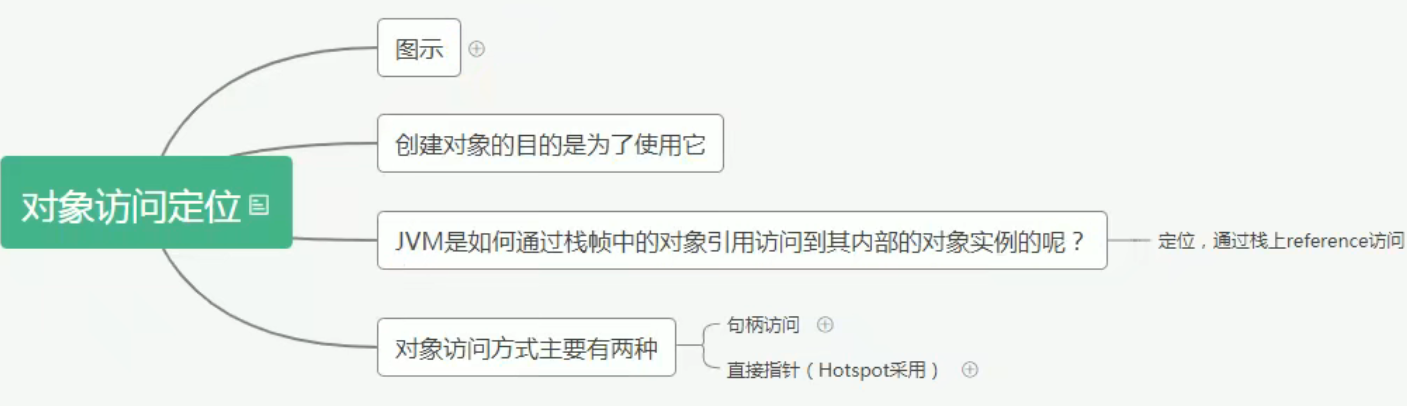 对象访问定位
图示
创建对象的目的是为了使用它
JVM是如何通过栈帧中的对象引用访问到其内部的对象实例的呢？
定位，通过栈上reference访问
对象访问方式主要有两种
句柄访问
直接指针（Hotspot采用）